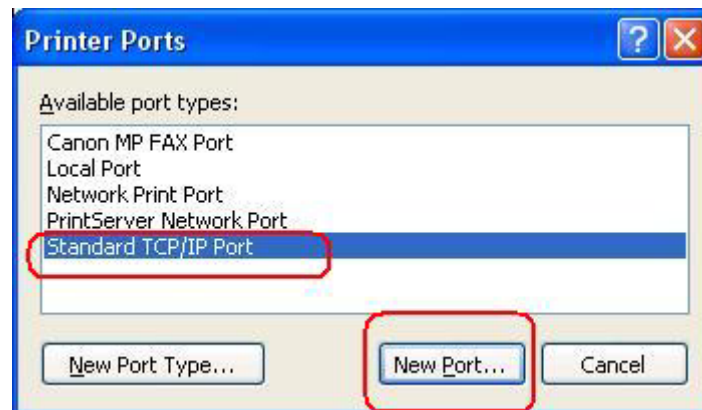 Printer Ports
Available port types:
Canon MP FAX Port
Local Port
Network Print Port
PrintServer Network Port
Standard TCP/IP Port
New Port Type...
New Port...
Cancel